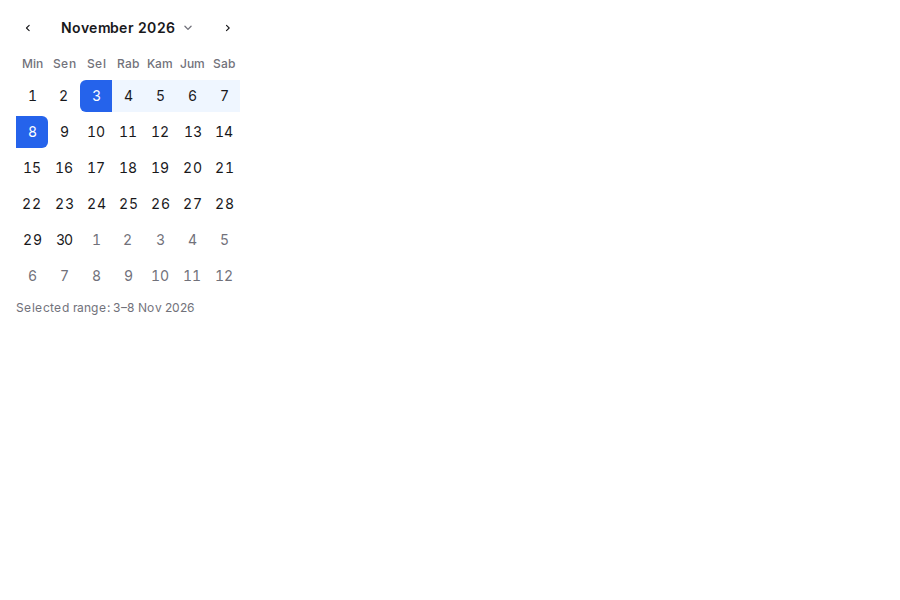 November 2026
Min Sen Sel Rab Kam Jum Sab
1 2 3 4 5 6 7
8 9 10 11 12 13 14
15 16 17 18 19 20 21
22 23 24 25 26 27 28
29 30 1 2 3 4 5
6 7 8 9 10 11 12
Selected range: 3–8 Nov 2026